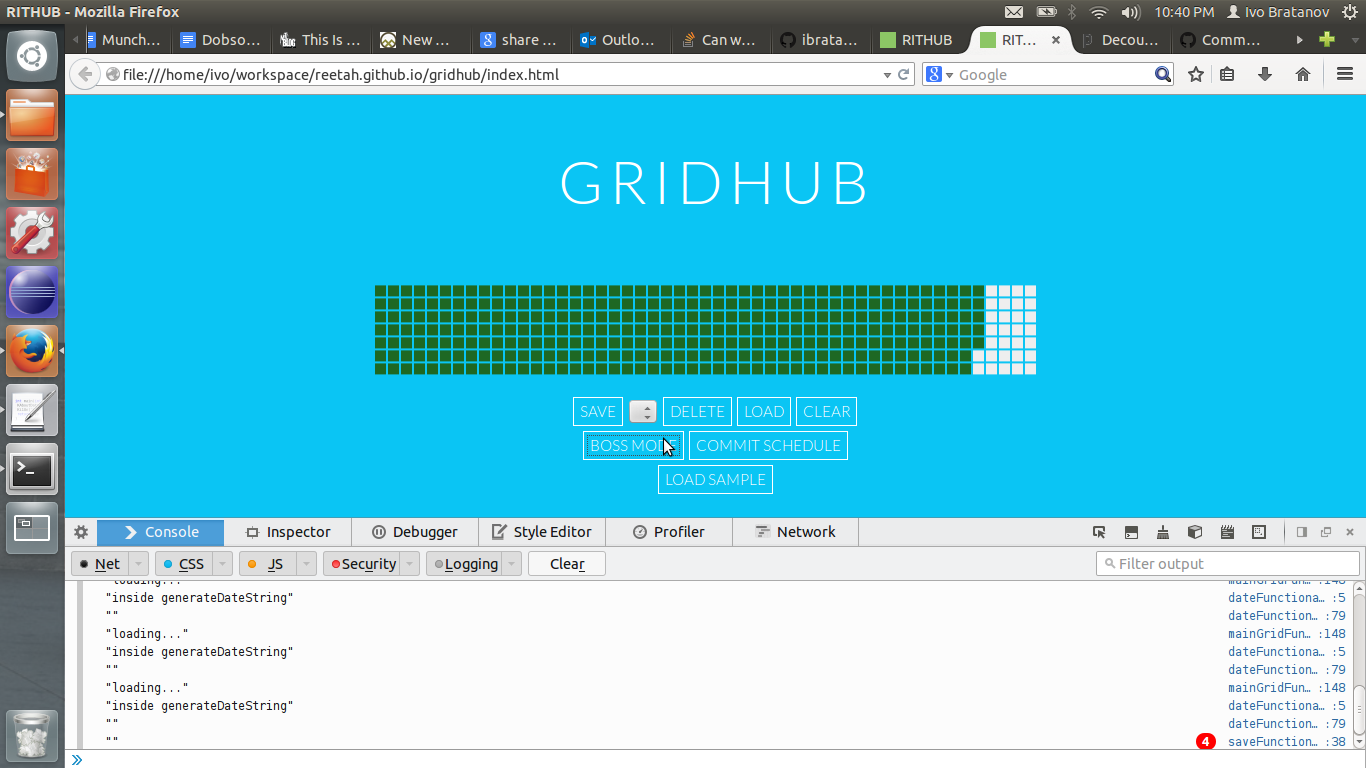 RITHUB - Mozilla Firefox
10:40 PM Ivo Bratanov
Munch… Dobso… This Is … New … share … Outlo… Can w… ibrata… RITHUB RIT… Decou… Comm…
file:///home/ivo/workspace/reetah.github.io/gridhub/index.html
Google
GRIDHUB
SAVE DELETE LOAD CLEAR
BOSS MODE COMMIT SCHEDULE
LOAD SAMPLE
Console Inspector Debugger Style Editor Profiler Network
Net CSS JS Security Logging Clear Filter output
"loading..." mainGridFun… :148
"inside generateDateString" dateFunctiona… :5
"" dateFunction… :79
"loading..." mainGridFun… :148
"inside generateDateString" dateFunctiona… :5
"" dateFunction… :79
"loading..." mainGridFun… :148
"inside generateDateString" dateFunctiona… :5
"" dateFunction… :79
"" 4 saveFunction… :38